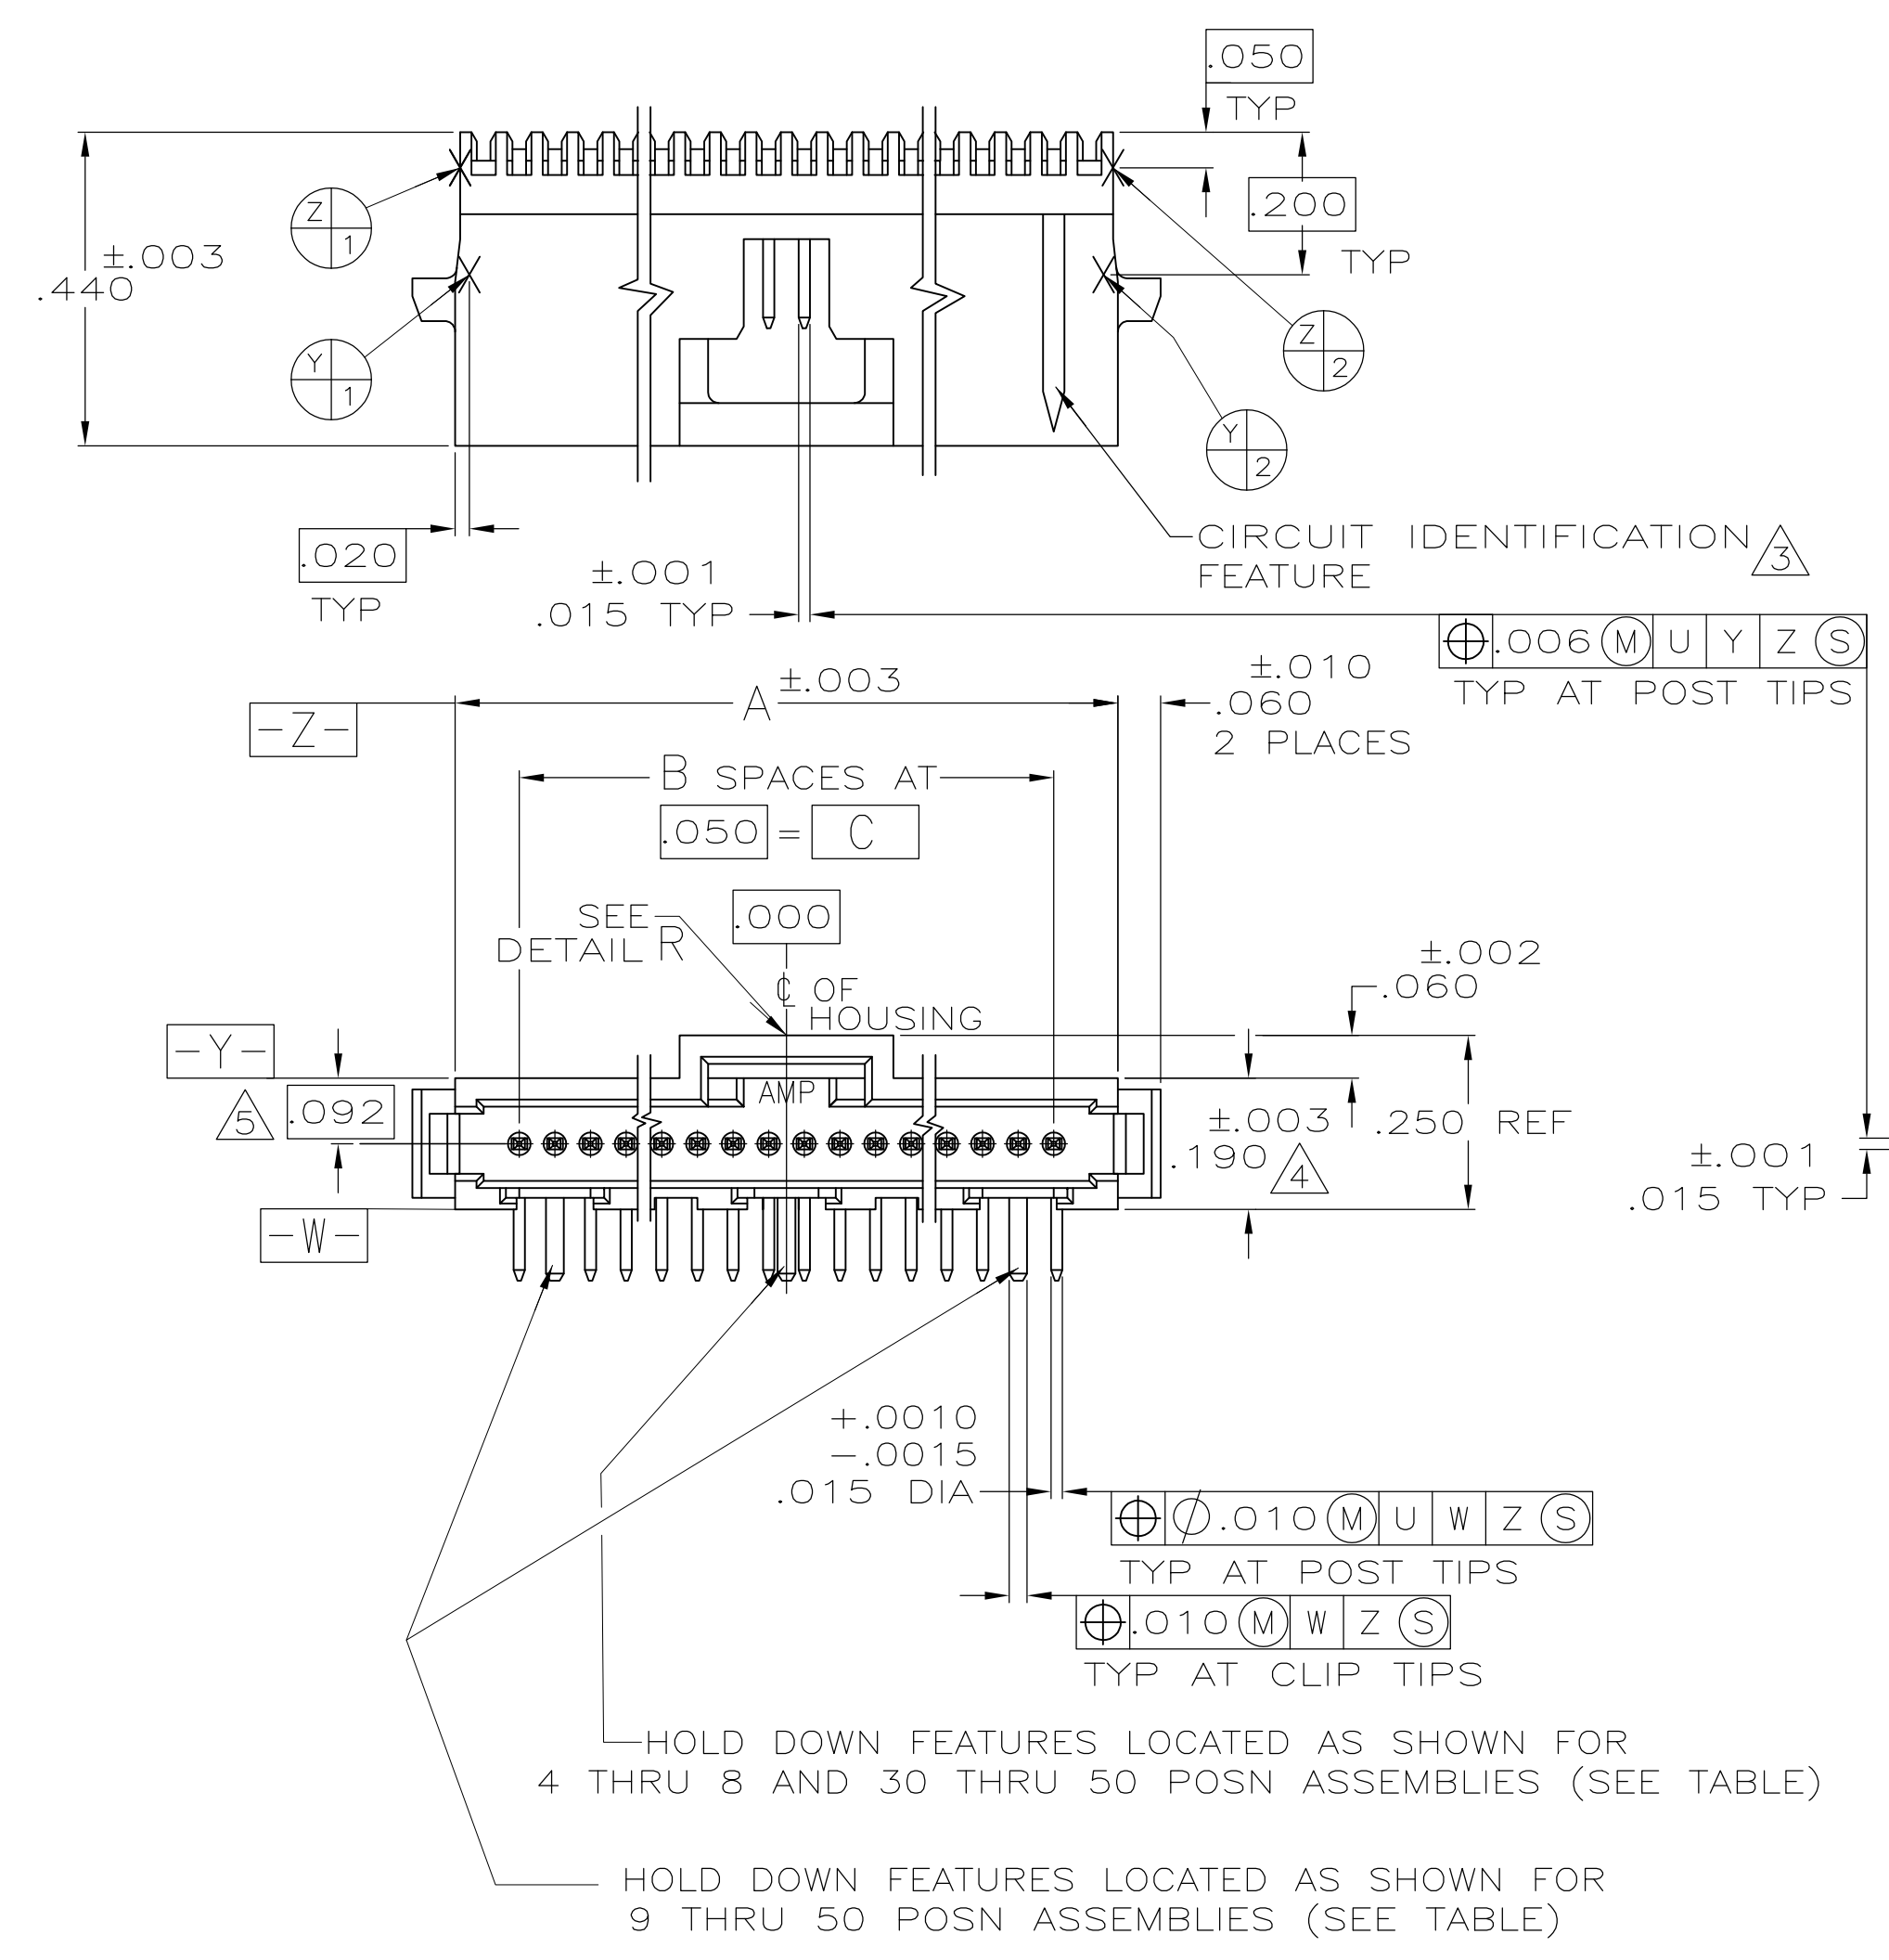 .050
TYP
.200
TYP
±.003
.440
Z
1
Y
1
Z
2
Y
2
CIRCUIT IDENTIFICATION 3
FEATURE
.020
TYP
±.001
.015 TYP
⌖ .006 Ⓜ U Y Z Ⓢ
TYP AT POST TIPS
-Z-
A ±.003
±.010
.060
2 PLACES
B SPACES AT
.050 = C
.000
SEE
DETAIL R
℄ OF
HOUSING
±.002
.060
-Y-
5 .092
AMP
±.003
.190 4
.250 REF
±.001
.015 TYP
-W-
+.0010
-.0015
.015 DIA
⌖ ∅.010 Ⓜ U W Z Ⓢ
TYP AT POST TIPS
⌖ .010 Ⓜ W Z Ⓢ
TYP AT CLIP TIPS
HOLD DOWN FEATURES LOCATED AS SHOWN FOR
4 THRU 8 AND 30 THRU 50 POSN ASSEMBLIES (SEE TABLE)
HOLD DOWN FEATURES LOCATED AS SHOWN FOR
9 THRU 50 POSN ASSEMBLIES (SEE TABLE)